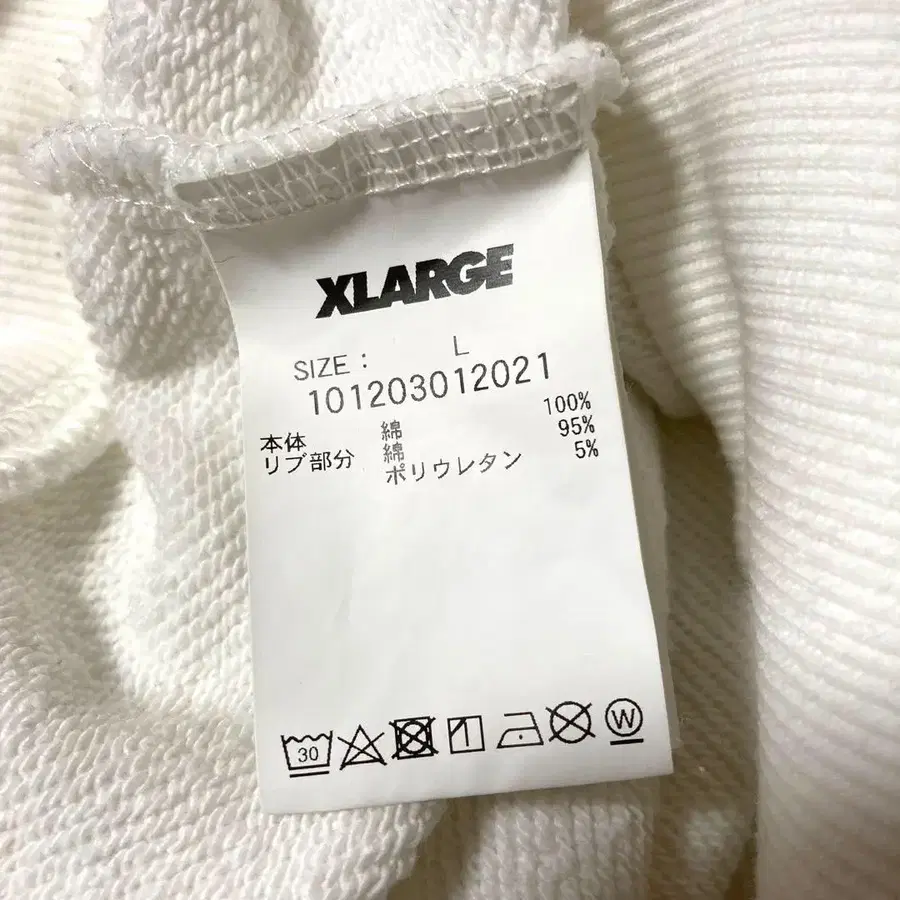 XLARGE
SIZE : L
101203012021
本体 綿 100%
リブ部分 綿 95%
ポリウレタン 5%
30 W